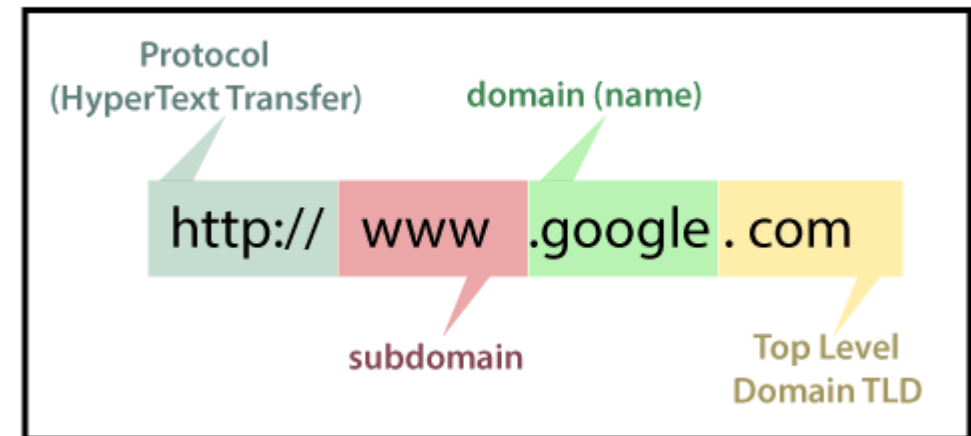 Protocol
(HyperText Transfer)
domain (name)
http:// www .google . com
subdomain
Top Level
Domain TLD